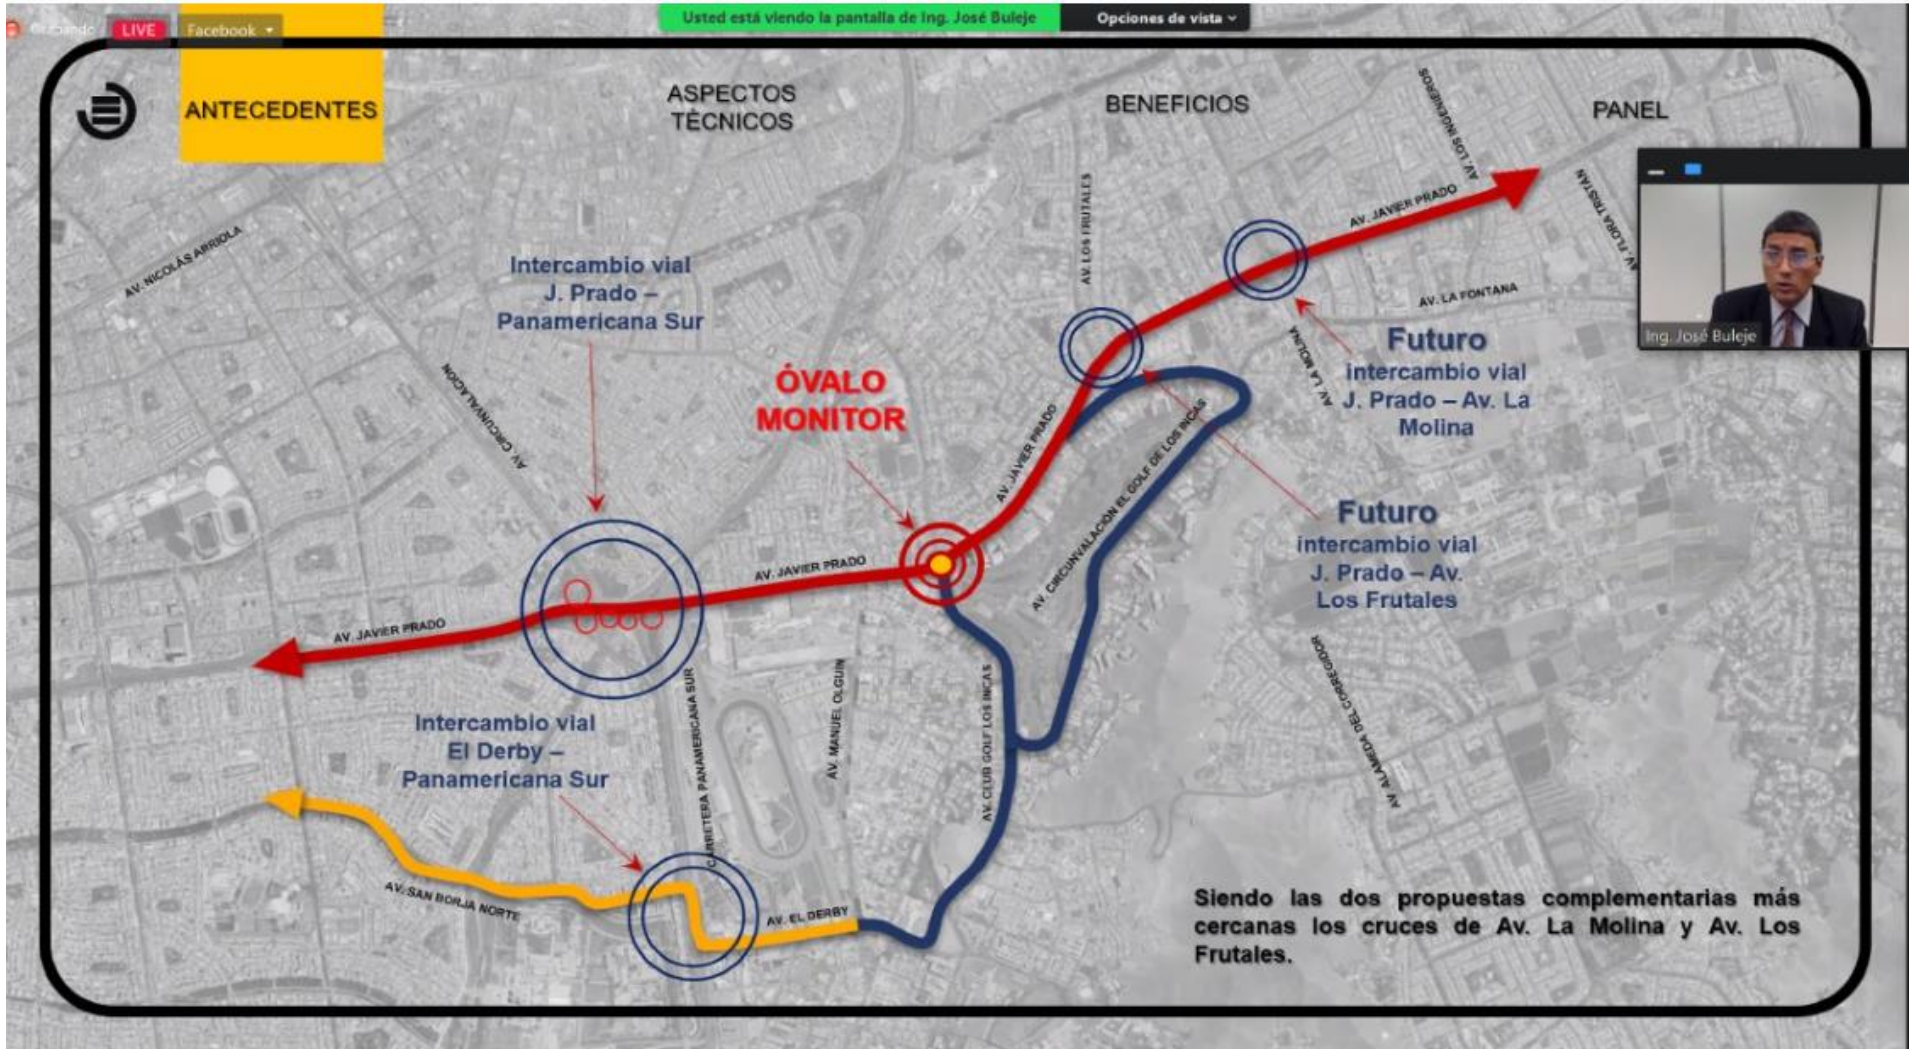 Usted está viendo la pantalla de Ing. José Buleje
Opciones de vista
Grabando
LIVE
Facebook
ANTECEDENTES
ASPECTOS
TÈCNICOS
BENEFICIOS
PANEL
AV. NICOLÁS ARRIOLA
Intercambio vial
J. Prado –
Panamericana Sur
AV. CIRCUNVALACIÓN
ÓVALO
MONITOR
AV. LOS FRUTALES
AV. LOS INGENIEROS
AV. JAVIER PRADO
AV. FLORA TRISTÁN
AV. LA FONTANA
AV. LA MOLINA
Ing. José Buleje
Futuro
intercambio vial
J. Prado – Av. La
Molina
AV. JAVIER PRADO
AV. CIRCUNVALACIÓN EL GOLF DE LOS INCAS
Futuro
intercambio vial
J. Prado – Av.
Los Frutales
AV. JAVIER PRADO
AV. JAVIER PRADO
Intercambio vial
El Derby –
Panamericana Sur
CARRETERA PANAMERICANA SUR
AV. MANUEL OLGUIN
AV. CLUB GOLF LOS INCAS
AV. ALAMEDA DEL CORREGIDOR
AV. SAN BORJA NORTE
AV. EL DERBY
Siendo las dos propuestas complementarias más
cercanas los cruces de Av. La Molina y Av. Los
Frutales.